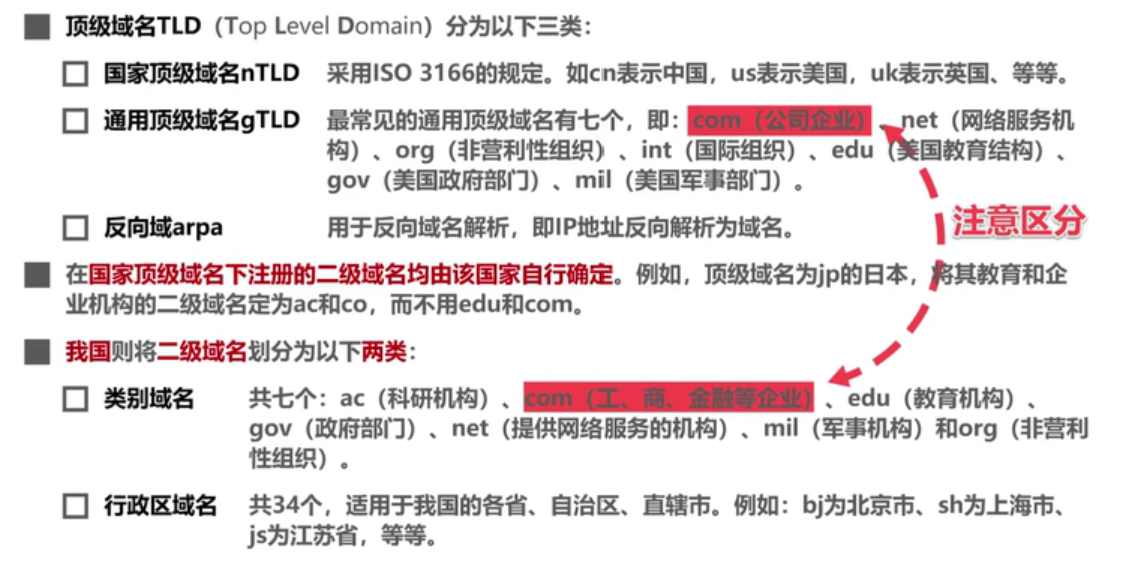 顶级域名TLD（Top Level Domain）分为以下三类：
国家顶级域名nTLD 采用ISO 3166的规定。如cn表示中国，us表示美国，uk表示英国、等等。
通用顶级域名gTLD 最常见的通用顶级域名有七个，即：com（公司企业）、net（网络服务机
构）、org（非营利性组织）、int（国际组织）、edu（美国教育结构）、
gov（美国政府部门）、mil（美国军事部门）。
注意区分
反向域arpa 用于反向域名解析，即IP地址反向解析为域名。
在国家顶级域名下注册的二级域名均由该国家自行确定。例如，顶级域名为jp的日本，将其教育和企
业机构的二级域名定为ac和co，而不用edu和com。
我国则将二级域名划分为以下两类：
类别域名 共七个：ac（科研机构）、com（工、商、金融等企业）、edu（教育机构）、
gov（政府部门）、net（提供网络服务的机构）、mil（军事机构）和org（非营利
性组织）。
行政区域名 共34个，适用于我国的各省、自治区、直辖市。例如：bj为北京市、sh为上海市、
js为江苏省，等等。